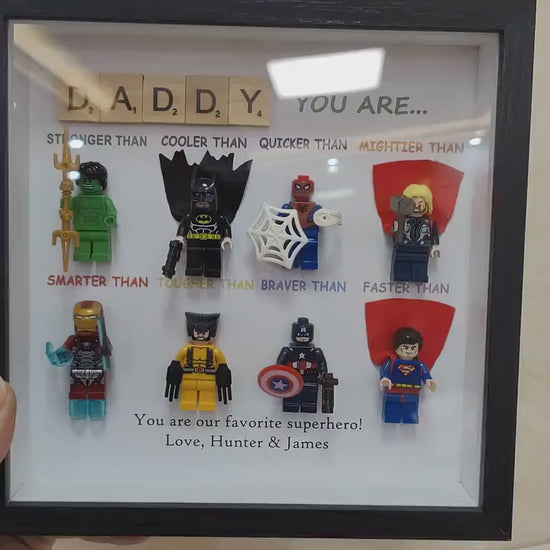 DADDY YOU ARE...
STRONGER THAN COOLER THAN QUICKER THAN MIGHTIER THAN
SMARTER THAN TOUGHER THAN BRAVER THAN FASTER THAN
You are our favorite superhero!
Love, Hunter & James